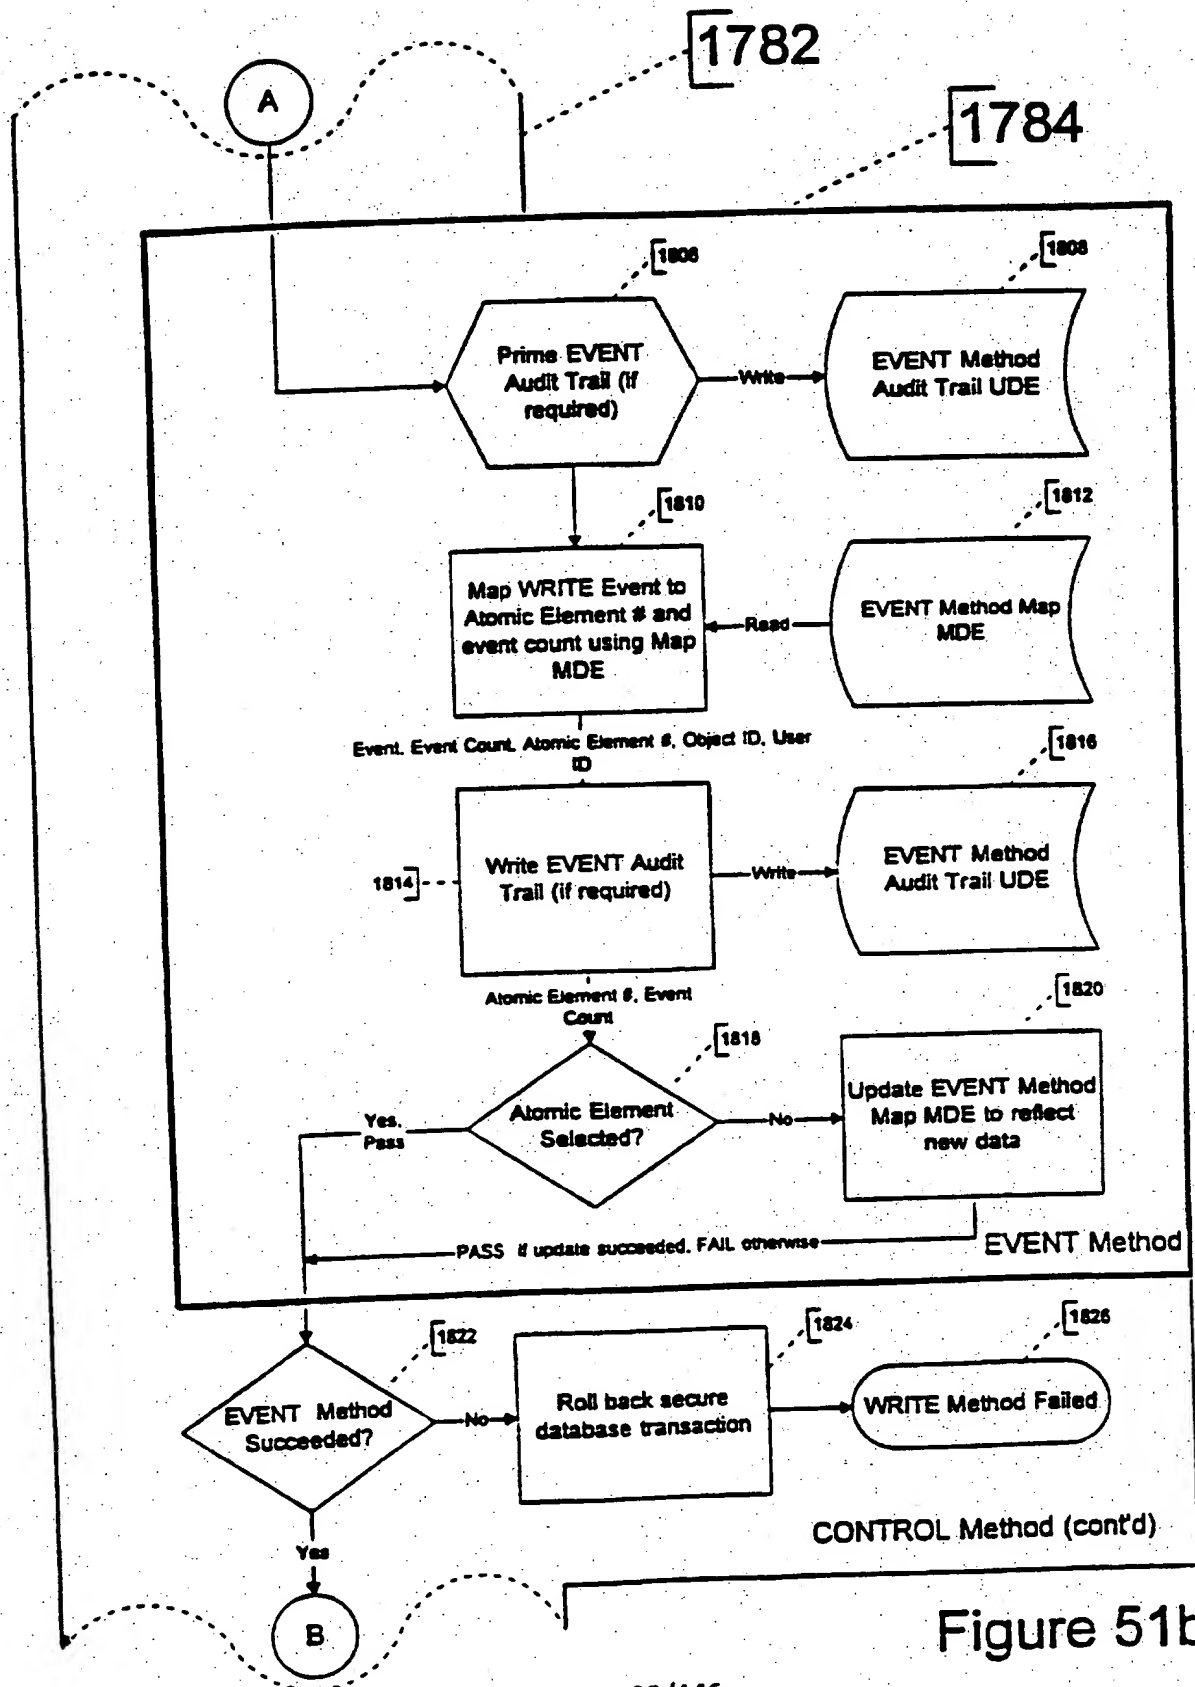 1782
A
1784
1806
1808
Prime EVENT
Audit Trail (if
required)
Write
EVENT Method
Audit Trail UDE
1810
1812
Map WRITE Event to
Atomic Element # and
event count using Map
MDE
Read
EVENT Method Map
MDE
Event, Event Count, Atomic Element #, Object ID, User
ID
1816
1814
Write EVENT Audit
Trail (if required)
Write
EVENT Method
Audit Trail UDE
Atomic Element #, Event
Count
1820
1818
Atomic Element
Selected?
Yes,
Pass
No
Update EVENT Method
Map MDE to reflect
new data
PASS if update succeeded, FAIL otherwise
EVENT Method
1822
1824
1826
EVENT Method
Succeeded?
No
Roll back secure
database transaction
WRITE Method Failed
CONTROL Method (cont'd)
Yes
B
Figure 51b